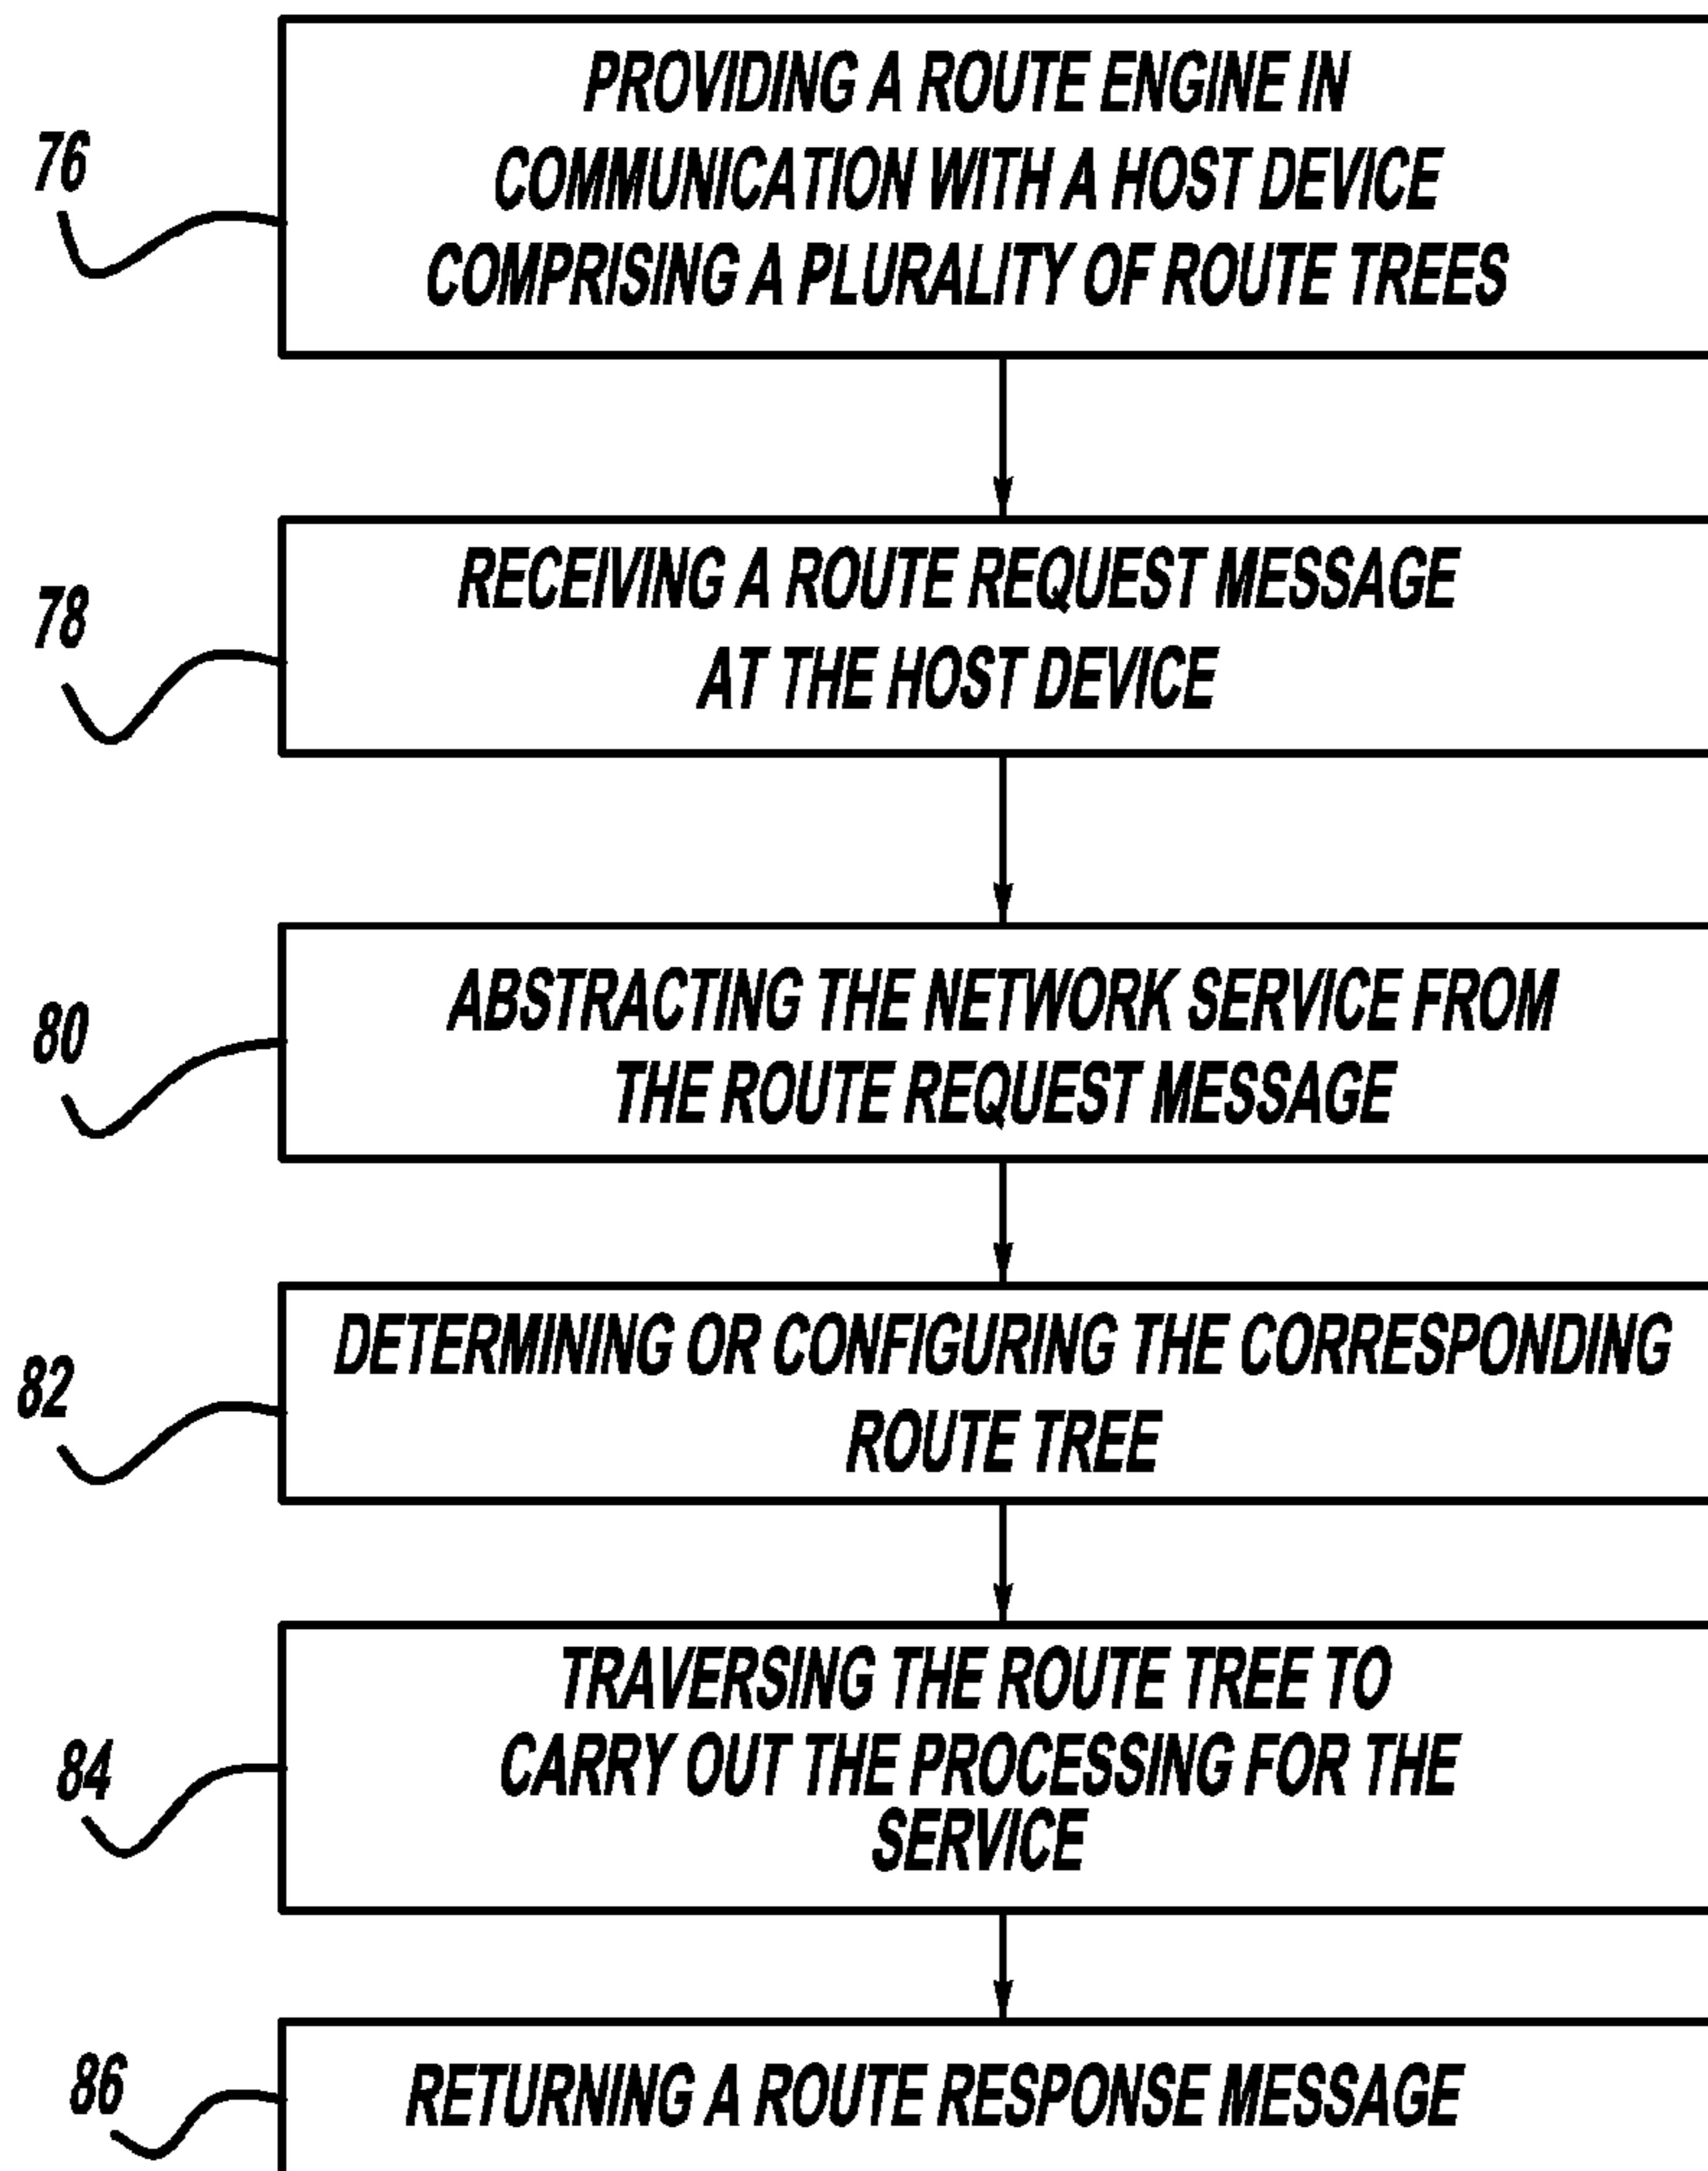 76
PROVIDING A ROUTE ENGINE IN
COMMUNICATION WITH A HOST DEVICE
COMPRISING A PLURALITY OF ROUTE TREES
78
RECEIVING A ROUTE REQUEST MESSAGE
AT THE HOST DEVICE
80
ABSTRACTING THE NETWORK SERVICE FROM
THE ROUTE REQUEST MESSAGE
82
DETERMINING OR CONFIGURING THE CORRESPONDING
ROUTE TREE
84
TRAVERSING THE ROUTE TREE TO
CARRY OUT THE PROCESSING FOR THE
SERVICE
86
RETURNING A ROUTE RESPONSE MESSAGE